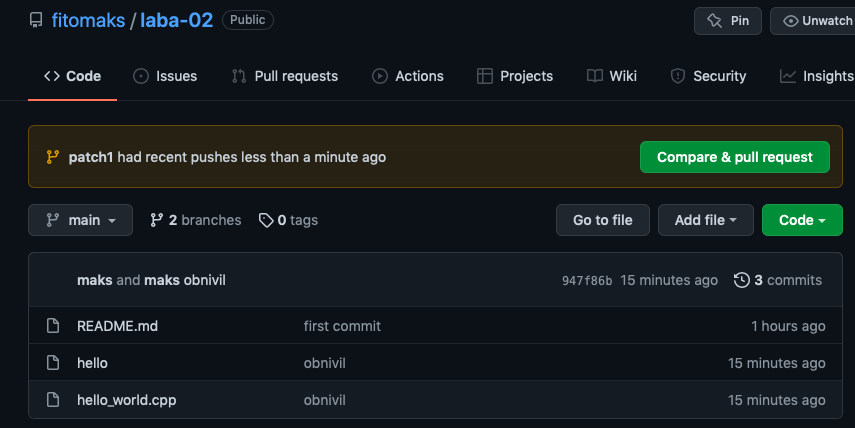 fitomaks / laba-02 Public Pin Unwatch
Code Issues Pull requests Actions Projects Wiki Security Insights
patch1 had recent pushes less than a minute ago Compare & pull request
main 2 branches 0 tags Go to file Add file Code
maks and maks obnivil 947f86b 15 minutes ago 3 commits
README.md first commit 1 hours ago
hello obnivil 15 minutes ago
hello_world.cpp obnivil 15 minutes ago